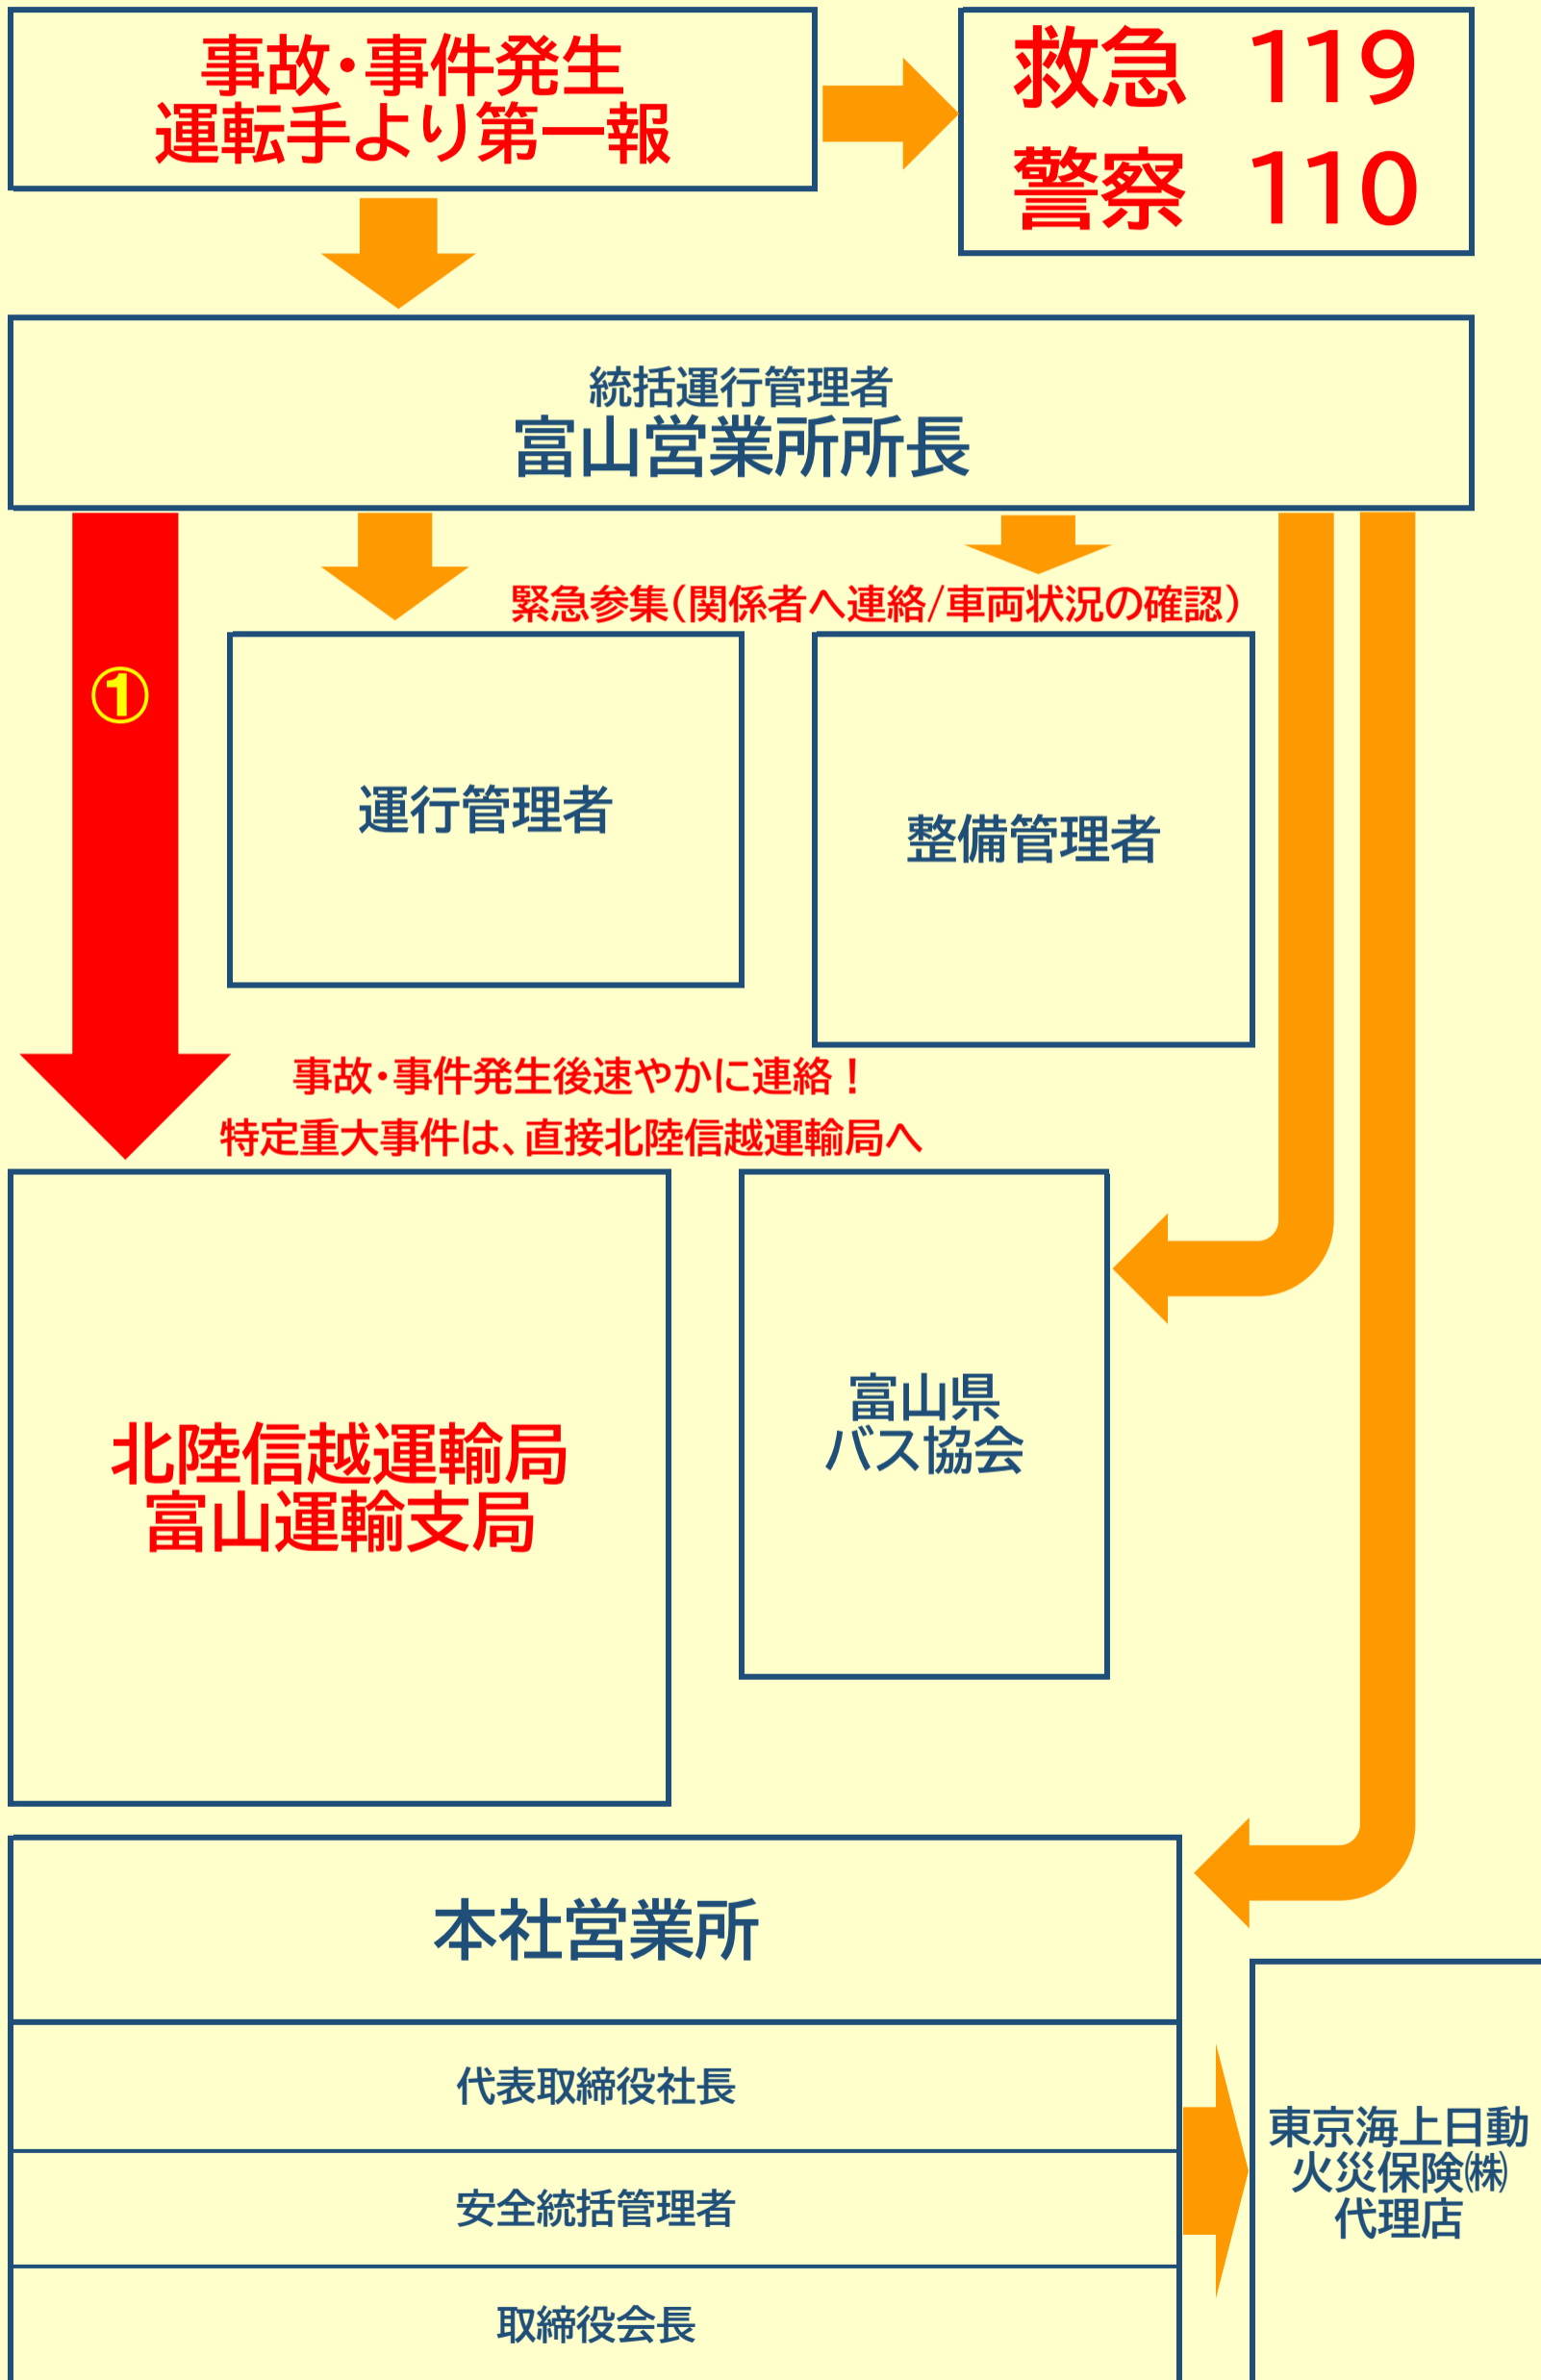 事故・事件発生
運転手より第一報
救急 119
警察 110
統括運行管理者
富山営業所所長
緊急参集(関係者へ連絡/車両状況の確認)
①
運行管理者
整備管理者
事故・事件発生後速やかに連絡！
特定重大事件は、直接北陸信越運輸局へ
北陸信越運輸局
富山運輸支局
富山県
バス協会
本社営業所
代表取締役社長
安全統括管理者
取締役会長
東京海上日動
火災保険㈱
代理店